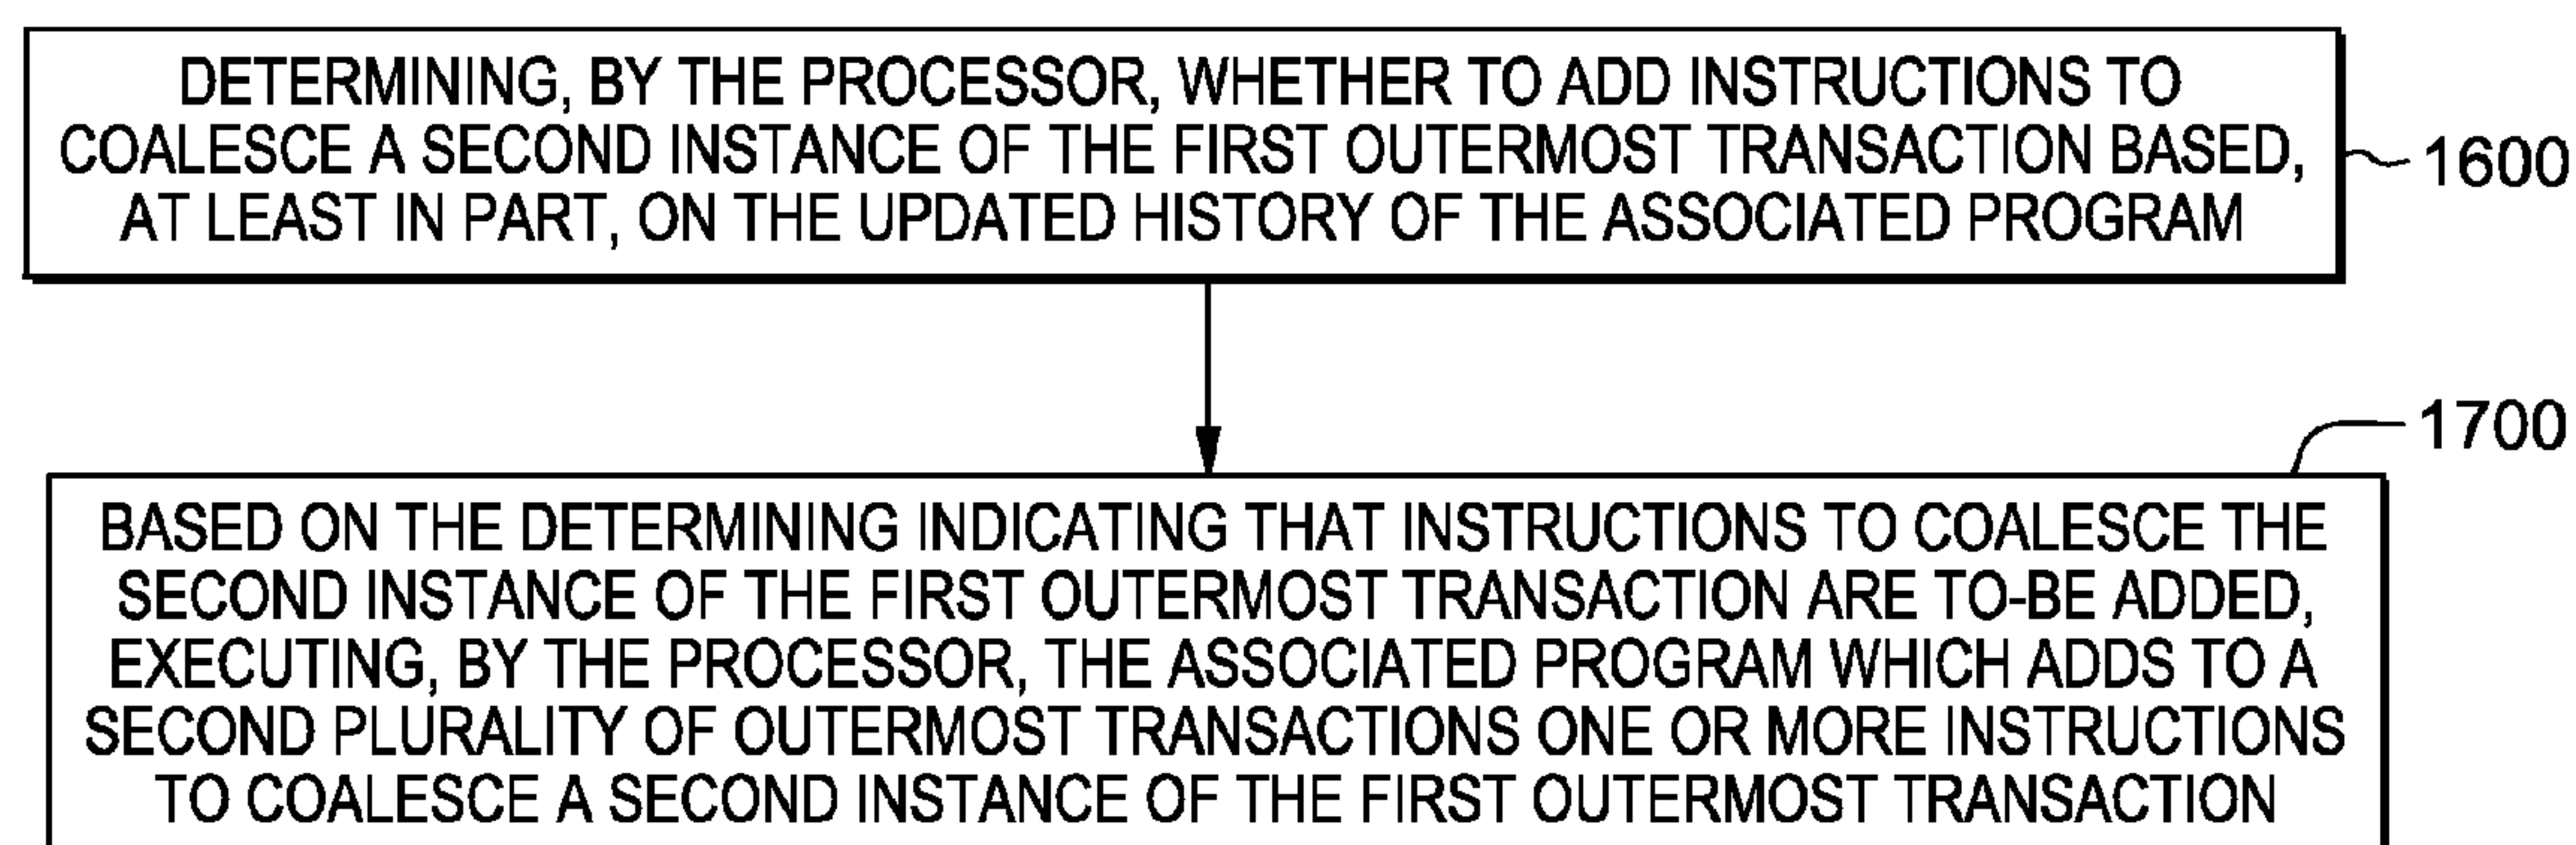 DETERMINING, BY THE PROCESSOR, WHETHER TO ADD INSTRUCTIONS TO
COALESCE A SECOND INSTANCE OF THE FIRST OUTERMOST TRANSACTION BASED,
AT LEAST IN PART, ON THE UPDATED HISTORY OF THE ASSOCIATED PROGRAM
1600
1700
BASED ON THE DETERMINING INDICATING THAT INSTRUCTIONS TO COALESCE THE
SECOND INSTANCE OF THE FIRST OUTERMOST TRANSACTION ARE TO-BE ADDED,
EXECUTING, BY THE PROCESSOR, THE ASSOCIATED PROGRAM WHICH ADDS TO A
SECOND PLURALITY OF OUTERMOST TRANSACTIONS ONE OR MORE INSTRUCTIONS
TO COALESCE A SECOND INSTANCE OF THE FIRST OUTERMOST TRANSACTION